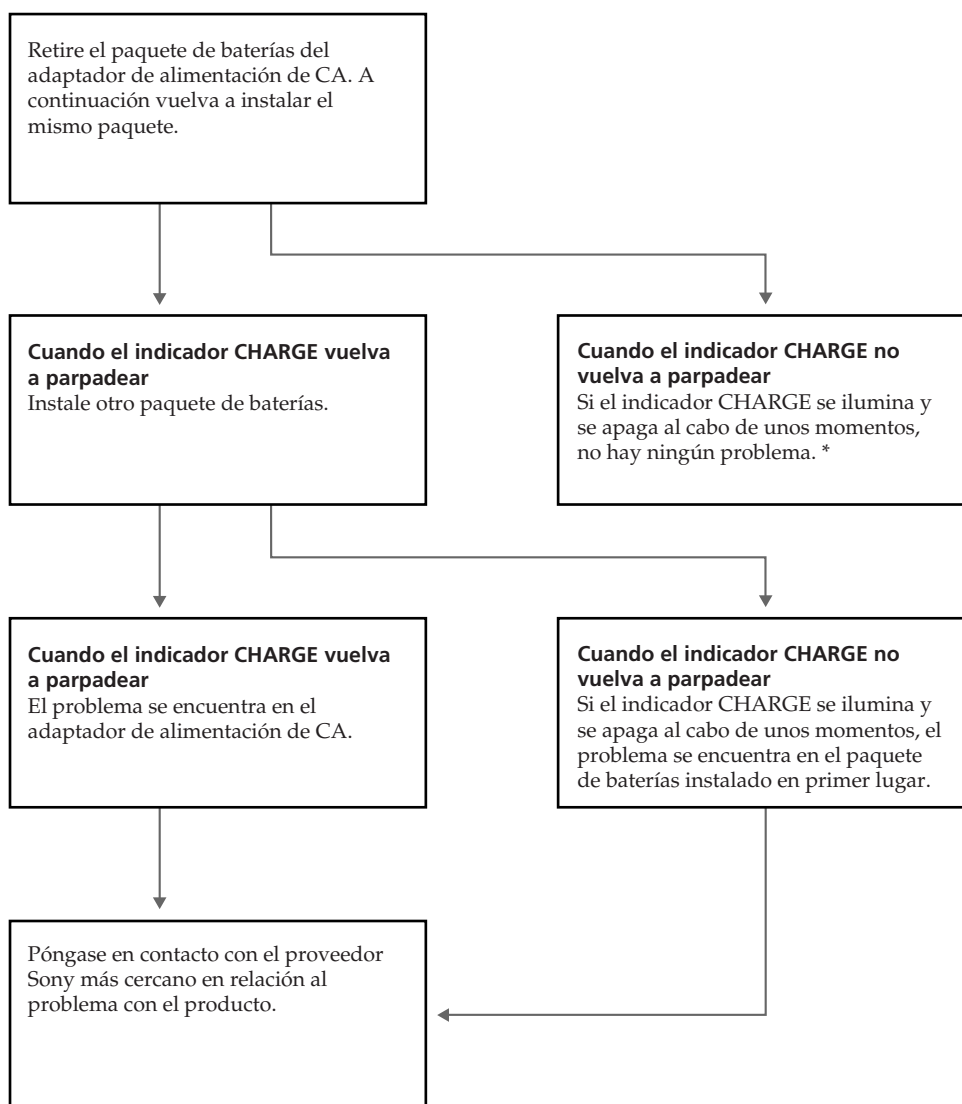 Retire el paquete de baterías del
adaptador de alimentación de CA. A
continuación vuelva a instalar el
mismo paquete.
Cuando el indicador CHARGE vuelva
a parpadear
Instale otro paquete de baterías.
Cuando el indicador CHARGE no
vuelva a parpadear
Si el indicador CHARGE se ilumina y
se apaga al cabo de unos momentos,
no hay ningún problema. *
Cuando el indicador CHARGE vuelva
a parpadear
El problema se encuentra en el
adaptador de alimentación de CA.
Cuando el indicador CHARGE no
vuelva a parpadear
Si el indicador CHARGE se ilumina y
se apaga al cabo de unos momentos, el
problema se encuentra en el paquete
de baterías instalado en primer lugar.
Póngase en contacto con el proveedor
Sony más cercano en relación al
problema con el producto.